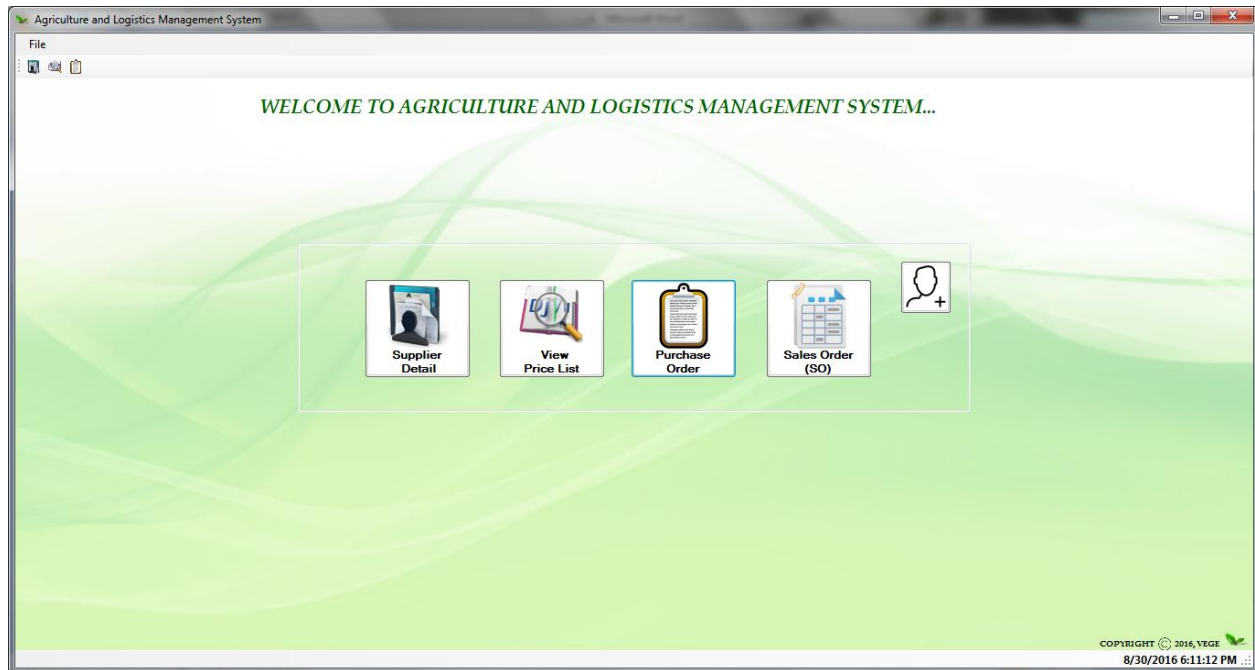 Agriculture and Logistics Management System
File
WELCOME TO AGRICULTURE AND LOGISTICS MANAGEMENT SYSTEM...
Supplier
Detail
View
Price List
Purchase
Order
Sales Order
(SO)
COPYRIGHT © 2016, VEGE
8/30/2016 6:11:12 PM